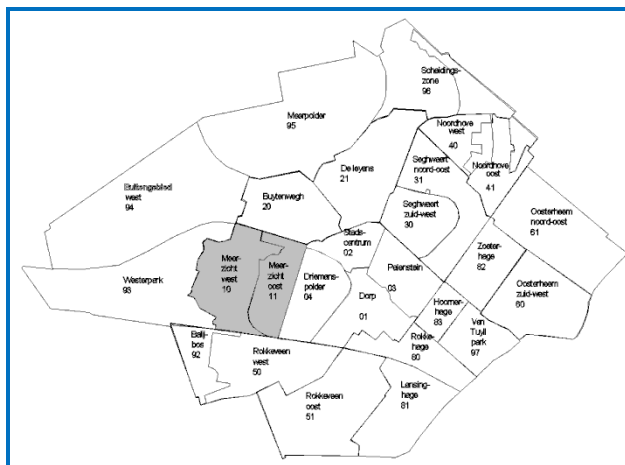 Scheidings-
zone
96
Meerpolder
95
Noordhove
west
40
Noordhove
oost
41
De leyens
21
Seghwaert
noord-oost
31
Buitengebied
west
94
Buytenwegh
20
Seghwaert
zuid-west
30
Oosterheem
noord-oost
61
Stads-
centrum
02
Zoeter-
hage
82
Meer-
zicht
west
10
Meer-
zicht
oost
11
Driemans-
polder
04
Palenstein
03
Oosterheem
zuid-west
60
Westerpark
93
Dorp
01
Hoorner-
hage
83
Van
Tuyll
park
97
Balij-
bos
92
Rokkeveen
west
50
Rokke-
hage
80
Rokkeveen
oost
51
Lansing-
hage
81